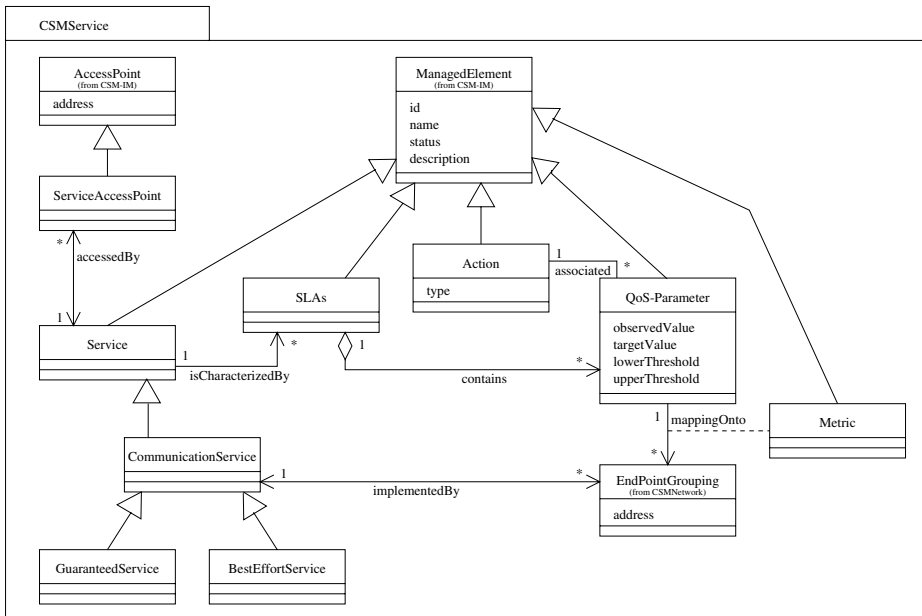 CSMService
AccessPoint
(from CSM-IM)
address
ManagedElement
(from CSM-IM)
id
name
status
description
ServiceAccessPoint
*
accessedBy
1
Action
type
1
associated
*
SLAs
QoS-Parameter
observedValue
targetValue
lowerThreshold
upperThreshold
Service
1
isCharacterizedBy
*
1
contains
*
1
mappingOnto
*
Metric
CommunicationService
1
implementedBy
*
EndPointGrouping
(from CSMNetwork)
address
GuaranteedService
BestEffortService